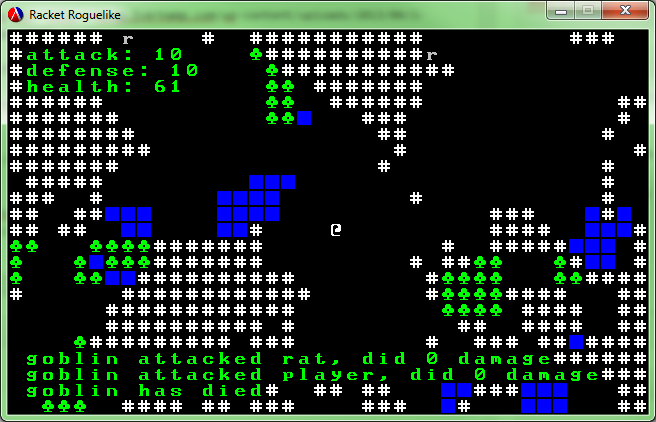 Racket Roguelike
attack: 10
defense: 10
health: 61
goblin attacked rat, did 0 damage
goblin attacked player, did 0 damage
goblin has died